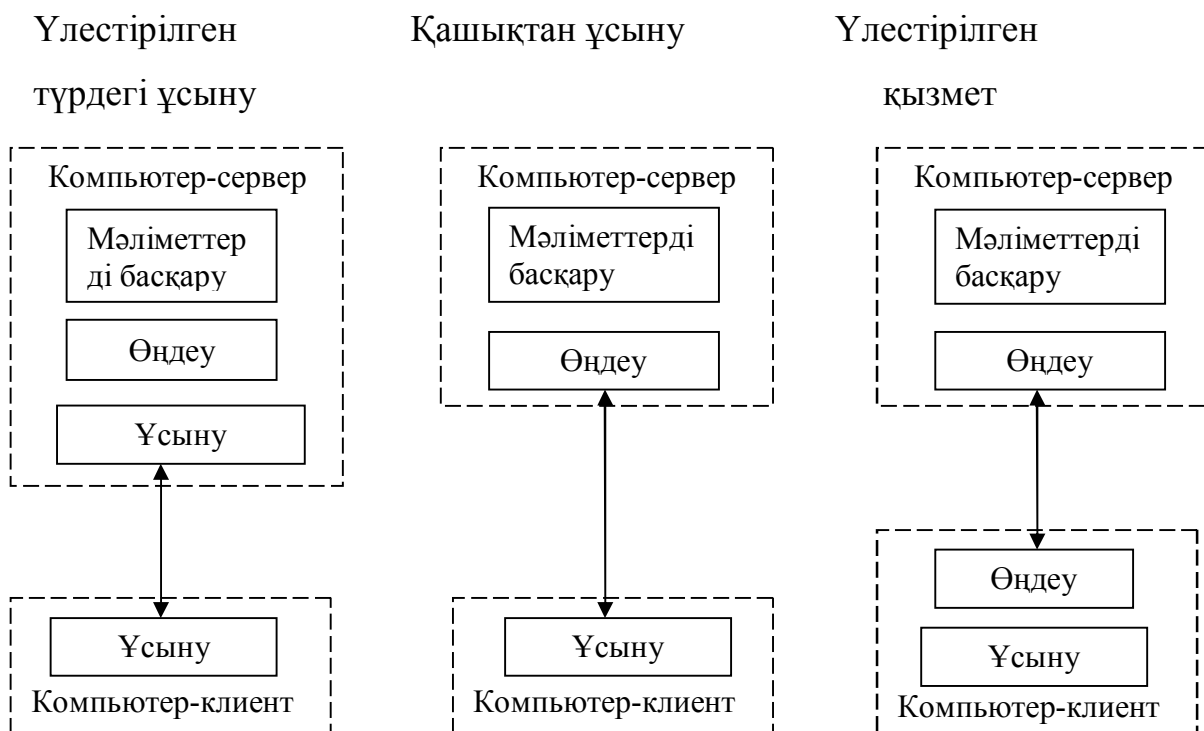 Үлестірілген
түрдегі ұсыну
Қашықтан ұсыну
Үлестірілген
қызмет
Компьютер-сервер
Мәліметтер
ді басқару
Өңдеу
Ұсыну
Ұсыну
Компьютер-клиент
Компьютер-сервер
Мәліметтерді
басқару
Өңдеу
Ұсыну
Компьютер-клиент
Компьютер-сервер
Мәліметтерді
басқару
Өңдеу
Өңдеу
Ұсыну
Компьютер-клиент